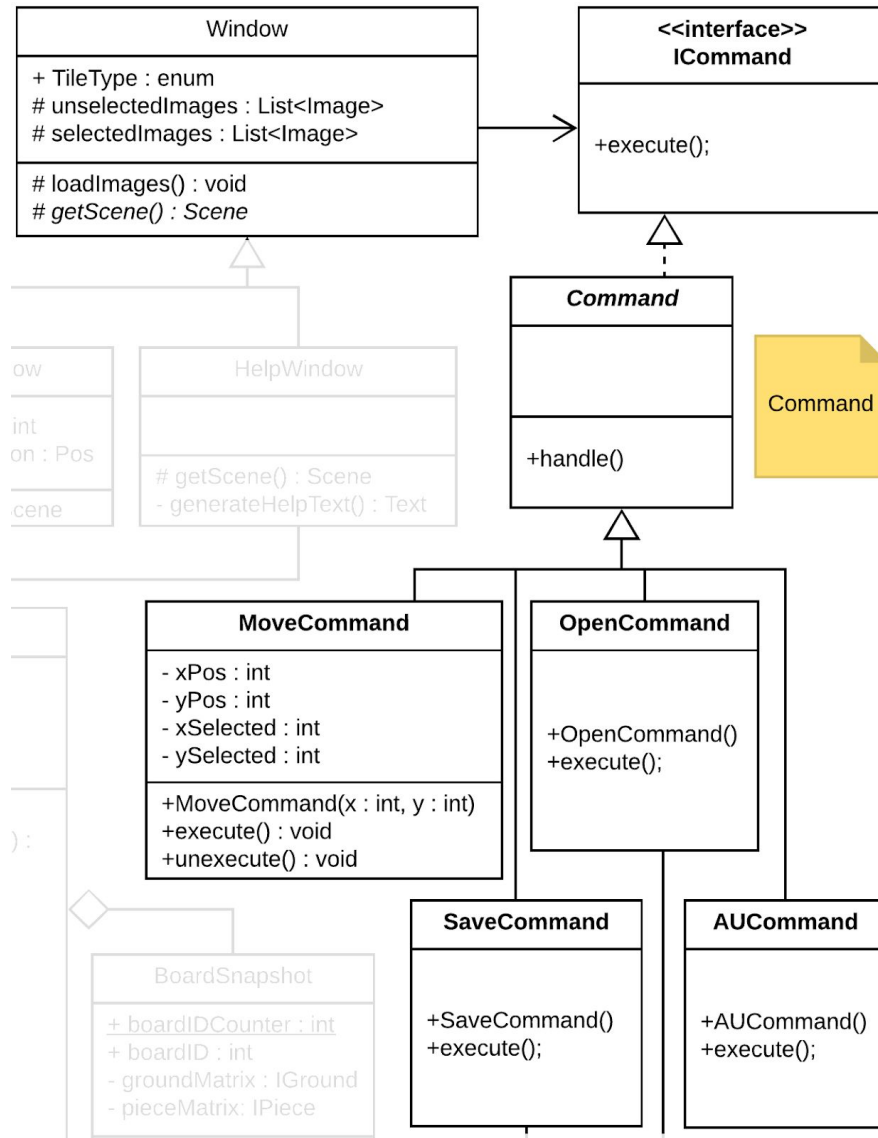 Window
+ TileType : enum
# unselectedImages : List<Image>
# selectedImages : List<Image>
# loadImages() : void
# getScene() : Scene
<<interface>>
ICommand
+execute();
Command
+handle()
Command
ow
int
on : Pos
cene
HelpWindow
# getScene() : Scene
- generateHelpText() : Text
MoveCommand
- xPos : int
- yPos : int
- xSelected : int
- ySelected : int
+MoveCommand(x : int, y : int)
+execute() : void
+unexecute() : void
OpenCommand
+OpenCommand()
+execute();
) :
SaveCommand
+SaveCommand()
+execute();
AUCommand
+AUCommand()
+execute();
BoardSnapshot
+ boardIDCounter : int
+ boardID : int
- groundMatrix : IGround
- pieceMatrix: IPiece